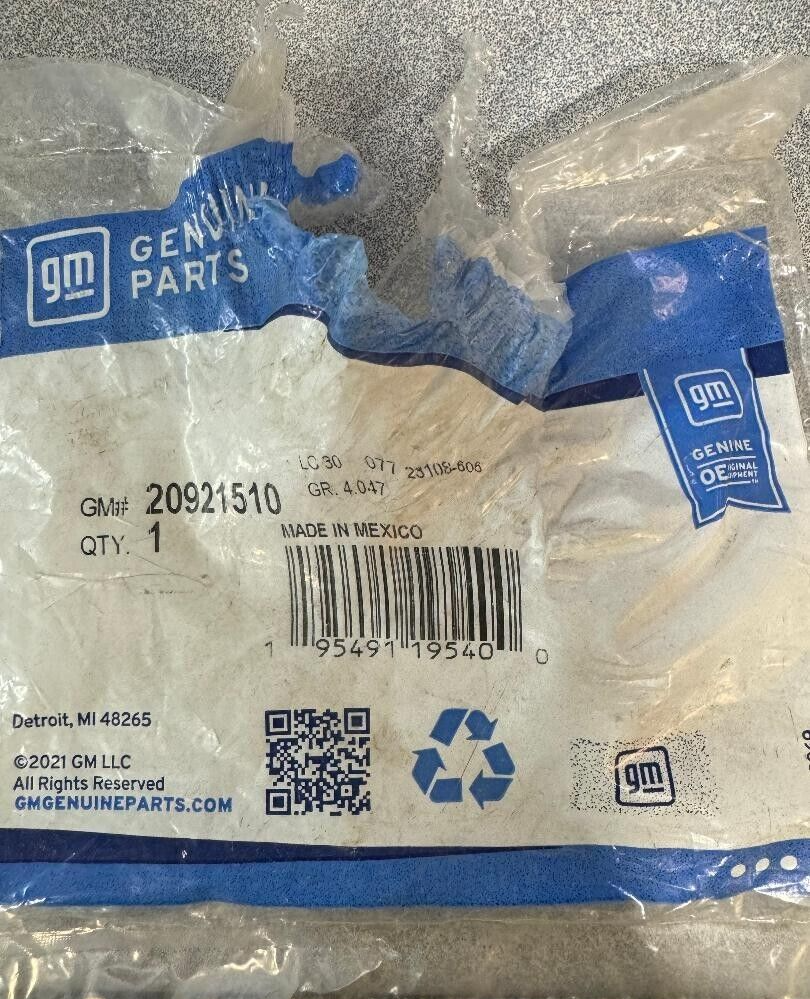 gm
GENUINE
PARTS
gm
GENINE
OE
LC 30 077 23108-606
GR. 4.047
GM# 20921510
QTY. 1
MADE IN MEXICO
1 95491 19540 0
Detroit, MI 48265
©2021 GM LLC
All Rights Reserved
GMGENUINEPARTS.COM
gm